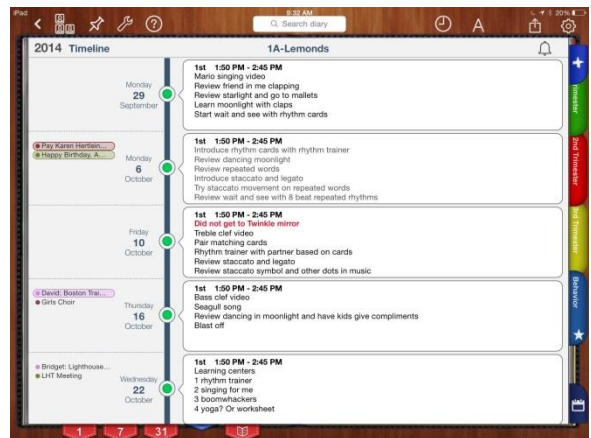 iPad
9:32 AM
20%
Search diary
A
2014 Timeline
1A-Lemonds
Monday
29
September
1st 1:50 PM - 2:45 PM
Mario singing video
Review friend in me clapping
Review starlight and go to mallets
Learn moonlight with claps
Start wait and see with rhythm cards
Pay Karen Hertlein...
Happy Birthday, A...
Monday
6
October
1st 1:50 PM - 2:45 PM
Introduce rhythm cards with rhythm trainer
Review dancing moonlight
Review repeated words
Introduce staccato and legato
Try staccato movement on repeated words
Review wait and see with 8 beat repeated rhythms
Friday
10
October
1st 1:50 PM - 2:45 PM
Did not get to Twinkle mirror
Treble clef video
Pair matching cards
Rhythm trainer with partner based on cards
Review staccato and legato
Review staccato symbol and other dots in music
David: Boston Trai...
Girls Choir
Thursday
16
October
1st 1:50 PM - 2:45 PM
Bass clef video
Seagull song
Review dancing in moonlight and have kids give compliments
Blast off
Bridget: Lighthouse...
LHT Meeting
Wednesday
22
October
1st 1:50 PM - 2:45 PM
Learning centers
1 rhythm trainer
2 singing for me
3 boomwhackers
4 yoga? Or worksheet
rimester
2nd Trimester
3rd Trimester
Behavior
1
7
31